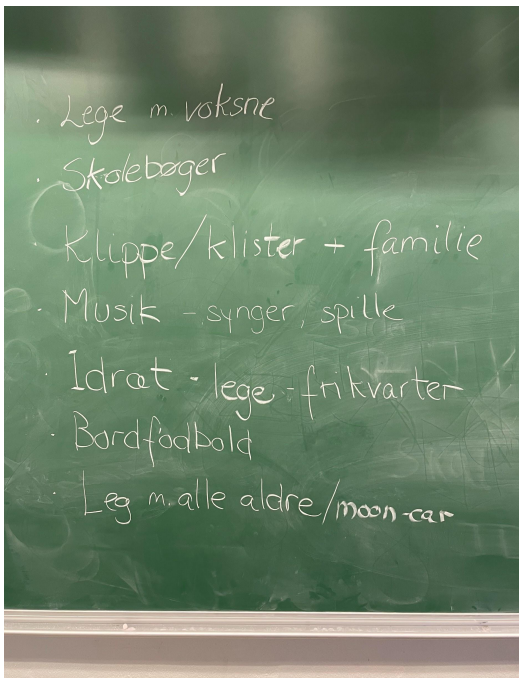 · Lege m. voksne
· Skolebøger
· Klippe/klister + familie
· Musik - synger, spille
· Idræt - lege - frikvarter
· Bordfodbold
· Leg m. alle aldre/moon-car